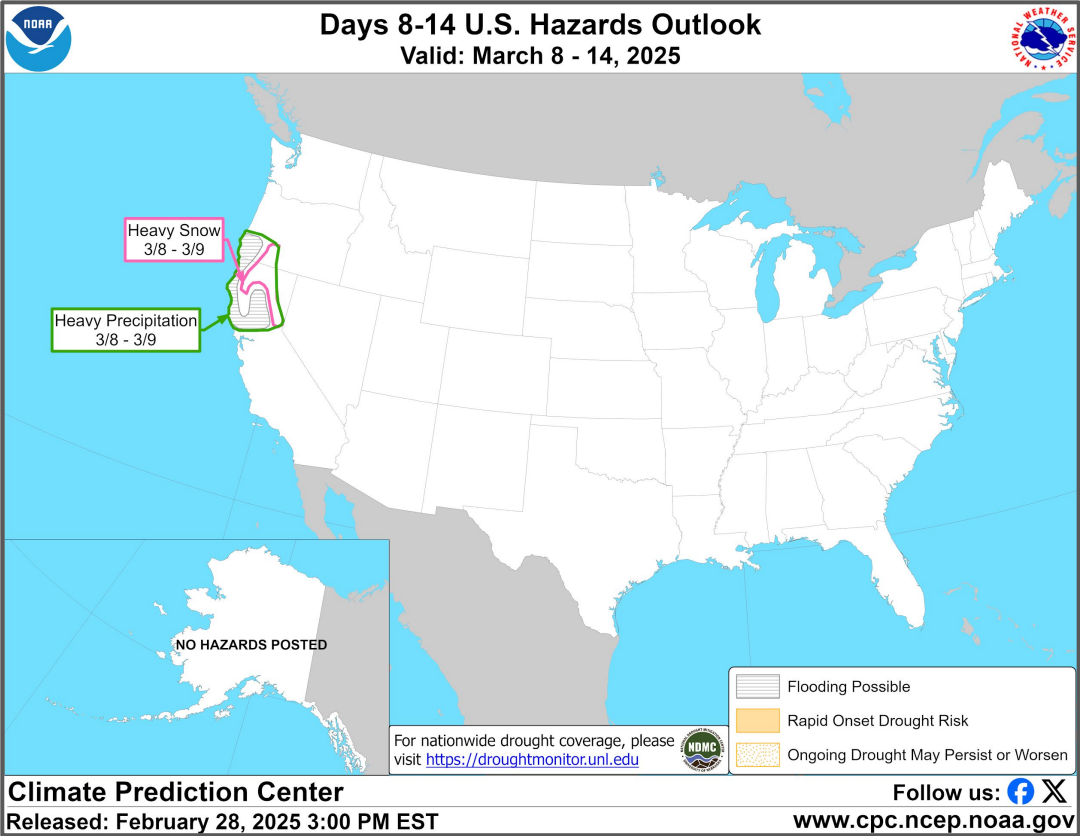 NOAA
Days 8-14 U.S. Hazards Outlook
Valid: March 8 - 14, 2025
NATIONAL WEATHER SERVICE
Heavy Snow
3/8 - 3/9
Heavy Precipitation
3/8 - 3/9
NO HAZARDS POSTED
For nationwide drought coverage, please
visit https://droughtmonitor.unl.edu
NDMC
Flooding Possible
Rapid Onset Drought Risk
Ongoing Drought May Persist or Worsen
Climate Prediction Center
Follow us:
Released: February 28, 2025 3:00 PM EST
www.cpc.ncep.noaa.gov